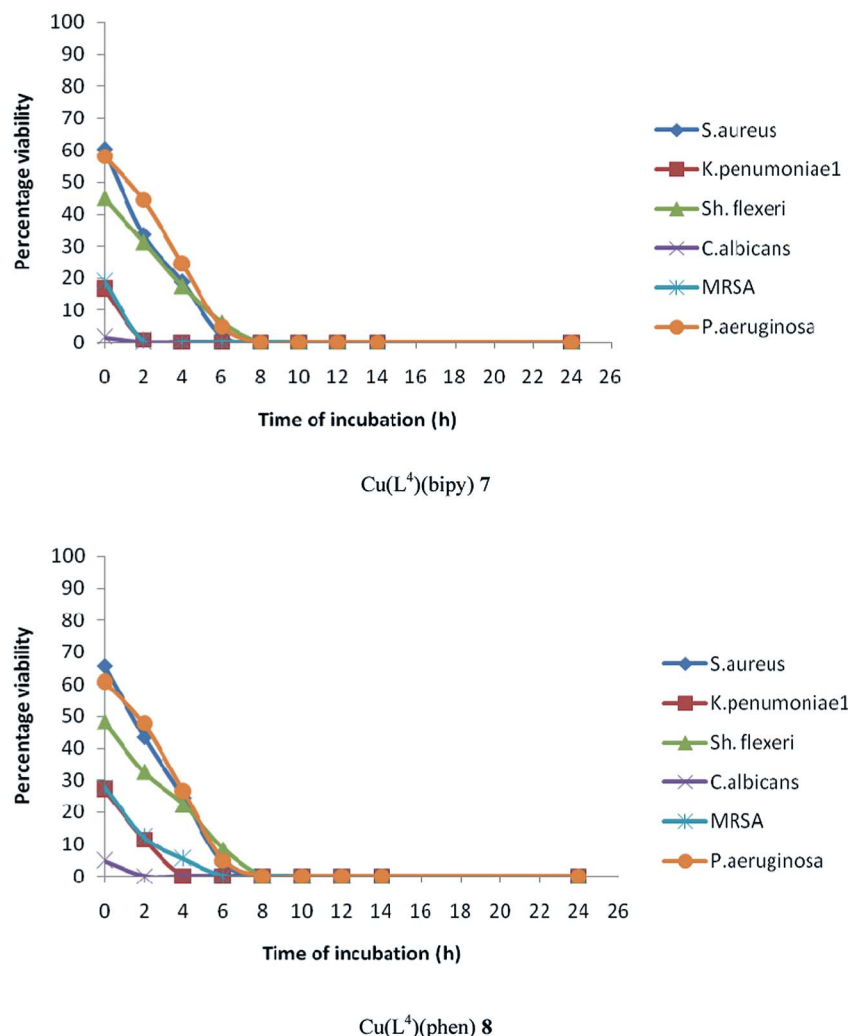 100
90
80
70
60
50
40
30
20
10
0
Percentage viability
0 2 4 6 8 10 12 14 16 18 20 22 24 26
Time of incubation (h)
S.aureus
K.penumoniae1
Sh. flexeri
C.albicans
MRSA
P.aeruginosa
Cu(L⁴)(bipy) 7
100
90
80
70
60
50
40
30
20
10
0
Percentage viability
0 2 4 6 8 10 12 14 16 18 20 22 24 26
Time of incubation (h)
S.aureus
K.penumoniae1
Sh. flexeri
C.albicans
MRSA
P.aeruginosa
Cu(L⁴)(phen) 8